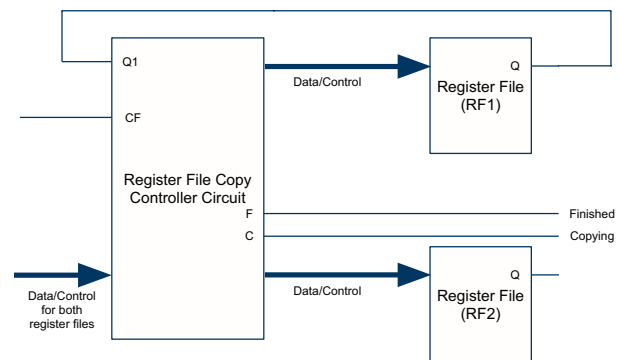 Q1
Data/Control
Q
Register File
(RF1)
CF
Register File Copy
Controller Circuit
F
Finished
C
Copying
Data/Control
for both
register files
Data/Control
Q
Register File
(RF2)